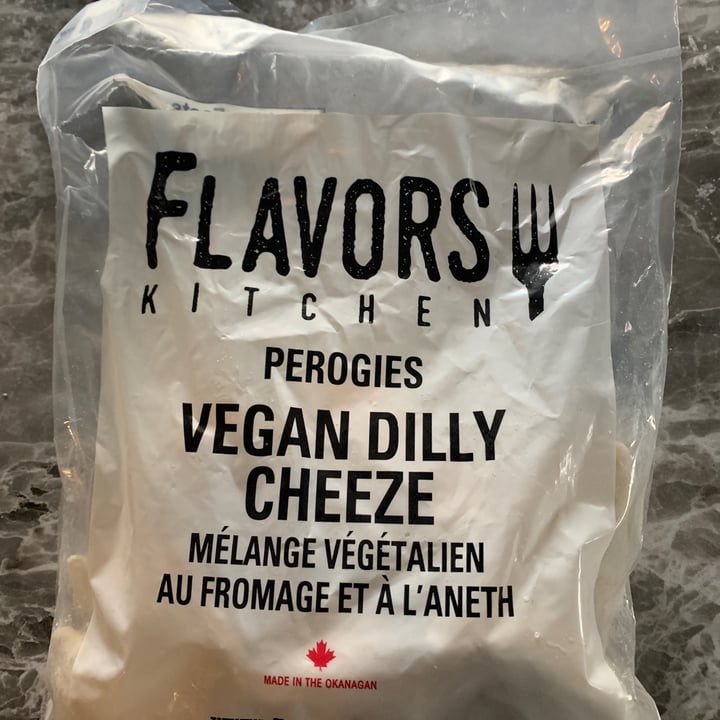 FLAVORS
KITCHEN
PEROGIES
VEGAN DILLY
CHEEZE
MÉLANGE VÉGÉTALIEN
AU FROMAGE ET À L'ANETH
MADE IN THE OKANAGAN